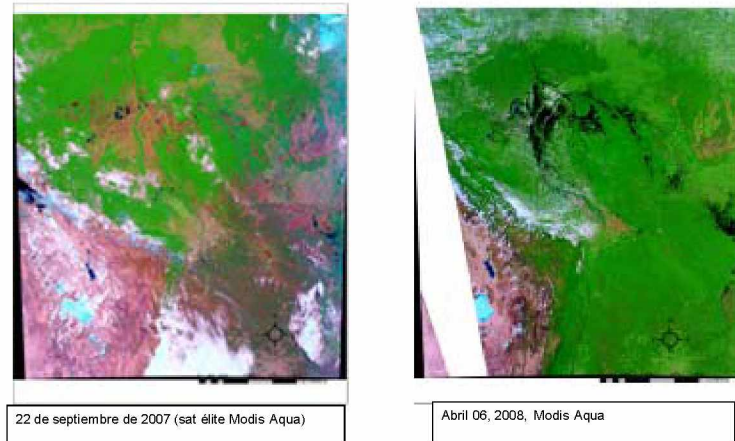 22 de septiembre de 2007 (sat élite Modis Aqua)
Abril 06, 2008, Modis Aqua